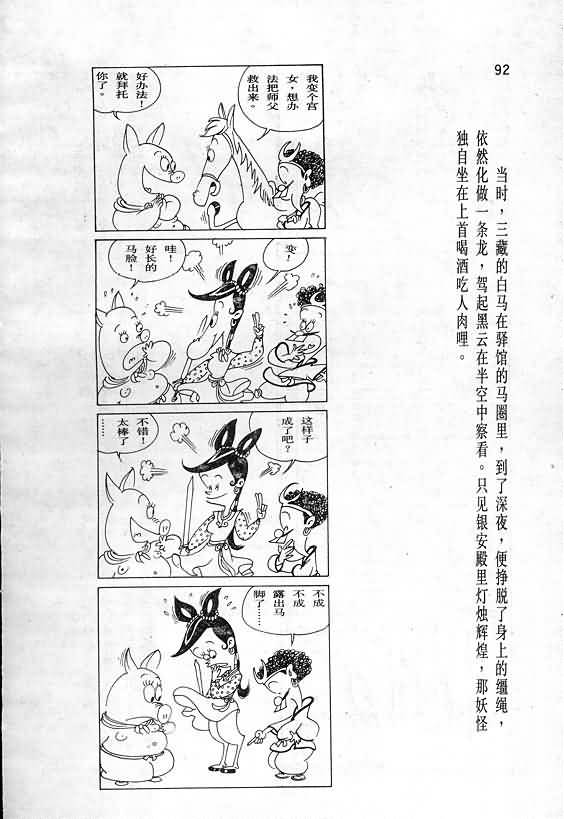 92
当时，三藏的白马在驿馆的马圈里，到了深夜，便挣脱了身上的缰绳，
依然化做一条龙，驾起黑云在半空中察看。只见银安殿里灯烛辉煌，那妖怪
独自坐在上首喝酒吃人肉哩。
我变个宫
女，想办
法把师父
救出来。
好办法！
就拜托
你了。
变！
哇！
好长的
马脸！
这样子
成了吧？
不错！
太棒了
……
不成
不成
露出马
脚了……